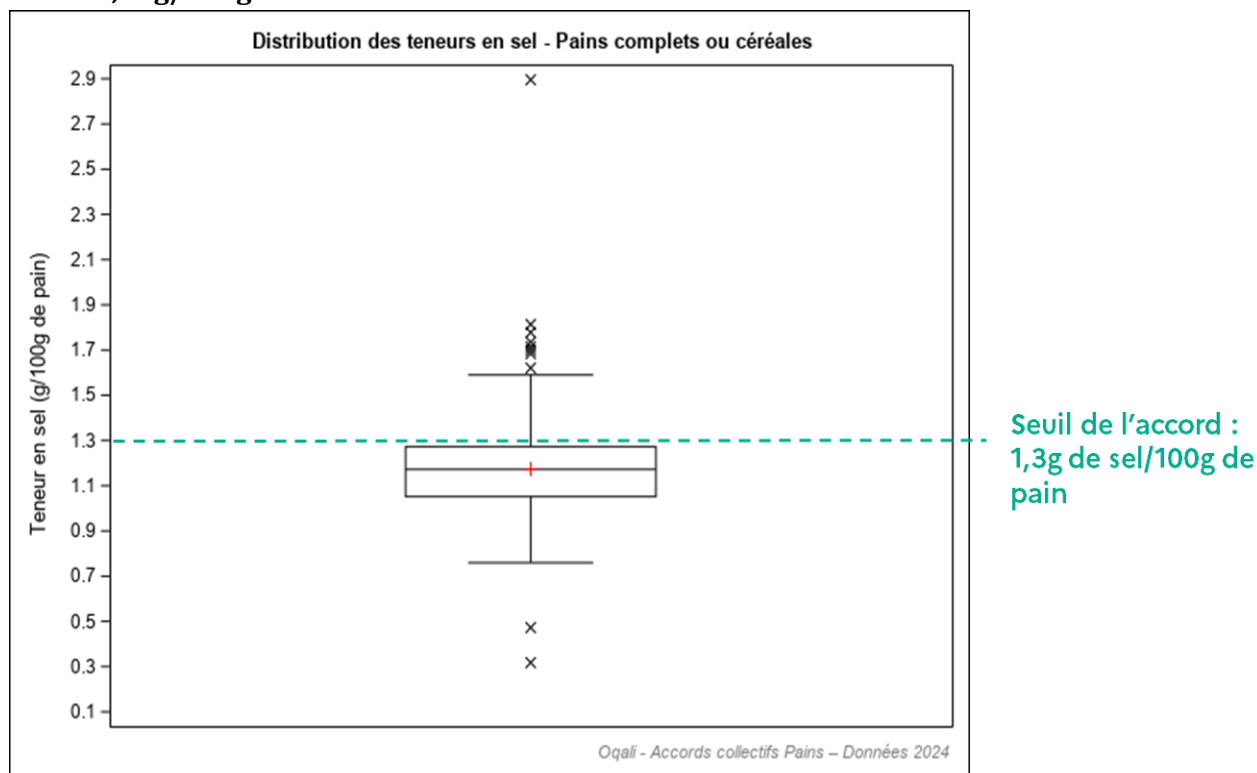 Distribution des teneurs en sel - Pains complets ou céréales
Teneur en sel (g/100g de pain)
2.9
2.7
2.5
2.3
2.1
1.9
1.7
1.5
1.3
1.1
0.9
0.7
0.5
0.3
0.1
Seuil de l'accord :
1,3g de sel/100g de
pain
Oqali - Accords collectifs Pains – Données 2024